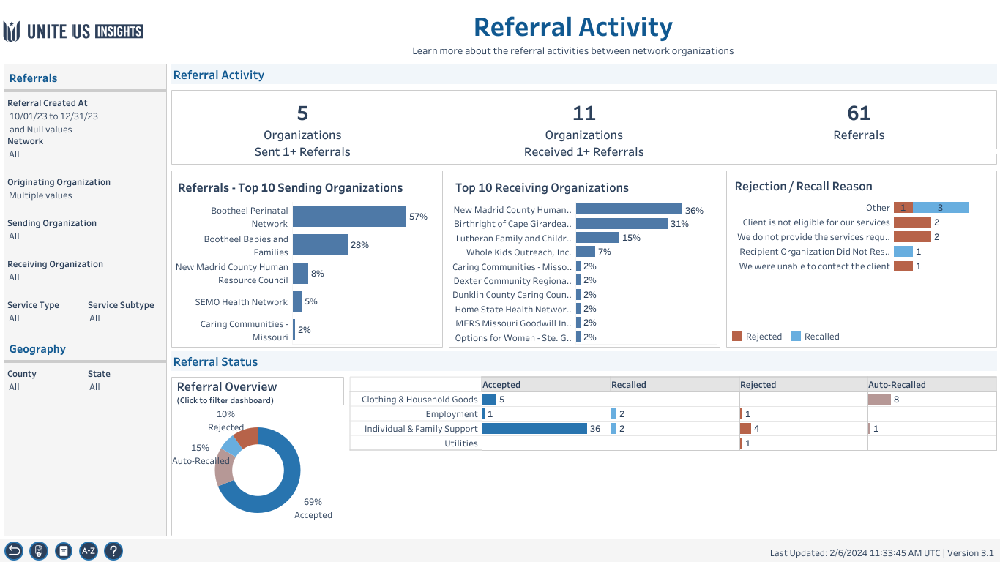 UNITE US INSIGHTS
Referral Activity
Learn more about the referral activities between network organizations
Referrals
Referral Created At
10/01/23 to 12/31/23
and Null values
Network
All
Originating Organization
Multiple values
Sending Organization
All
Receiving Organization
All
Service Type Service Subtype
All All
Geography
County State
All All
Referral Activity
5 11 61
Organizations Organizations Referrals
Sent 1+ Referrals Received 1+ Referrals
Referrals - Top 10 Sending Organizations
Bootheel Perinatal
Network 57%
Bootheel Babies and
Families 28%
New Madrid County Human
Resource Council 8%
SEMO Health Network 5%
Caring Communities -
Missouri 2%
Top 10 Receiving Organizations
New Madrid County Human.. 36%
Birthright of Cape Girardea.. 31%
Lutheran Family and Childr.. 15%
Whole Kids Outreach, Inc. 7%
Caring Communities - Misso.. 2%
Dexter Community Regiona.. 2%
Dunklin County Caring Coun.. 2%
Home State Health Networ.. 2%
MERS Missouri Goodwill In.. 2%
Options for Women - Ste. G.. 2%
Rejection / Recall Reason
Other 1 3
Client is not eligible for our services 2
We do not provide the services requ.. 2
Recipient Organization Did Not Res.. 1
We were unable to contact the client 1
Rejected Recalled
Referral Status
Referral Overview
(Click to filter dashboard)
10%
Rejected
15%
Auto-Recalled
69%
Accepted
Accepted Recalled Rejected Auto-Recalled
Clothing & Household Goods 5 8
Employment 1 2 1
Individual & Family Support 36 2 4 1
Utilities 1
A-Z ?
Last Updated: 2/6/2024 11:33:45 AM UTC | Version 3.1